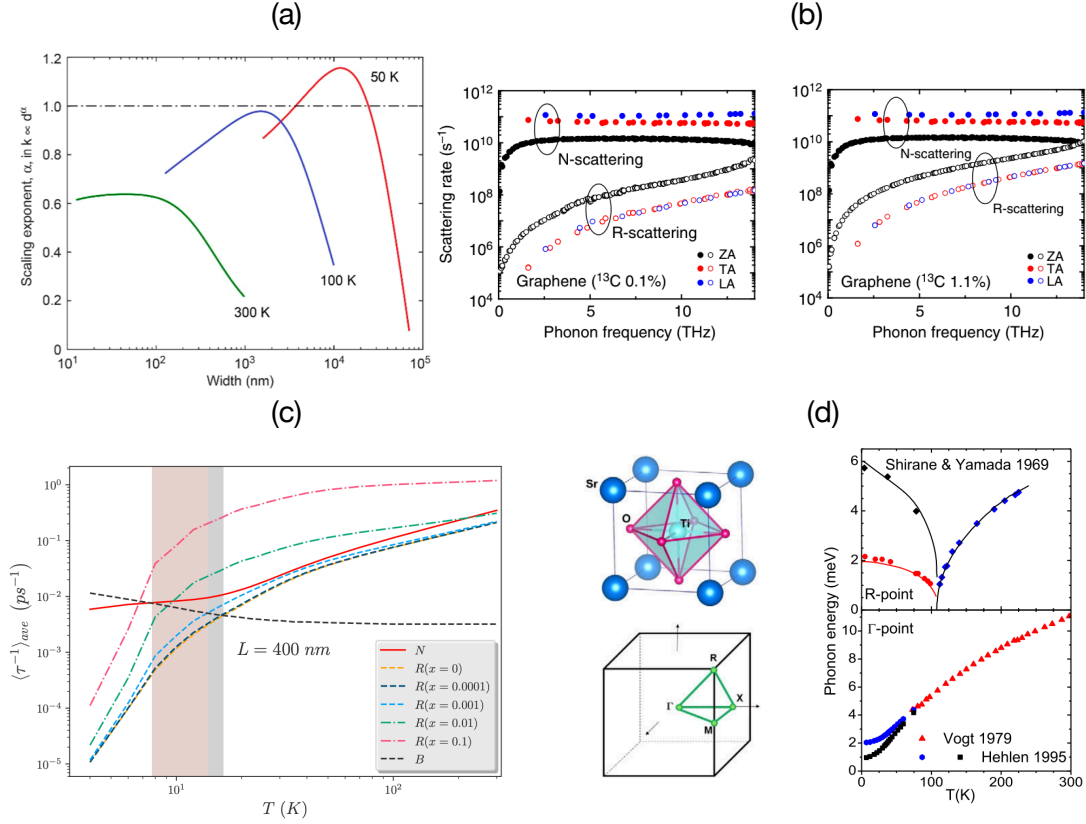 (a)
Scaling exponent, α, in k ∝ d^α
1.2
1.0
0.8
0.6
0.4
0.2
50 K
100 K
300 K
10^1
10^2
10^3
10^4
10^5
Width (nm)
(b)
Scattering rate (s^-1)
10^12
10^10
10^8
10^6
10^4
N-scattering
R-scattering
ZA
TA
LA
Graphene (^13C 0.1%)
0
5
10
Phonon frequency (THz)
10^12
10^10
10^8
10^6
10^4
N-scattering
R-scattering
ZA
TA
LA
Graphene (^13C 1.1%)
0
5
10
Phonon frequency (THz)
(c)
⟨τ^-1⟩ave (ps^-1)
10^0
10^-1
10^-2
10^-3
10^-4
10^-5
L = 400 nm
N
R(x = 0)
R(x = 0.0001)
R(x = 0.001)
R(x = 0.01)
R(x = 0.1)
B
10^1
10^2
T (K)
(d)
Sr
O
Ti
R
Γ
X
M
Phonon energy (meV)
6
4
2
0
Shirane & Yamada 1969
R-point
10
8
6
4
2
0
Γ-point
Vogt 1979
Hehlen 1995
0
50
100
150
200
250
300
T(K)